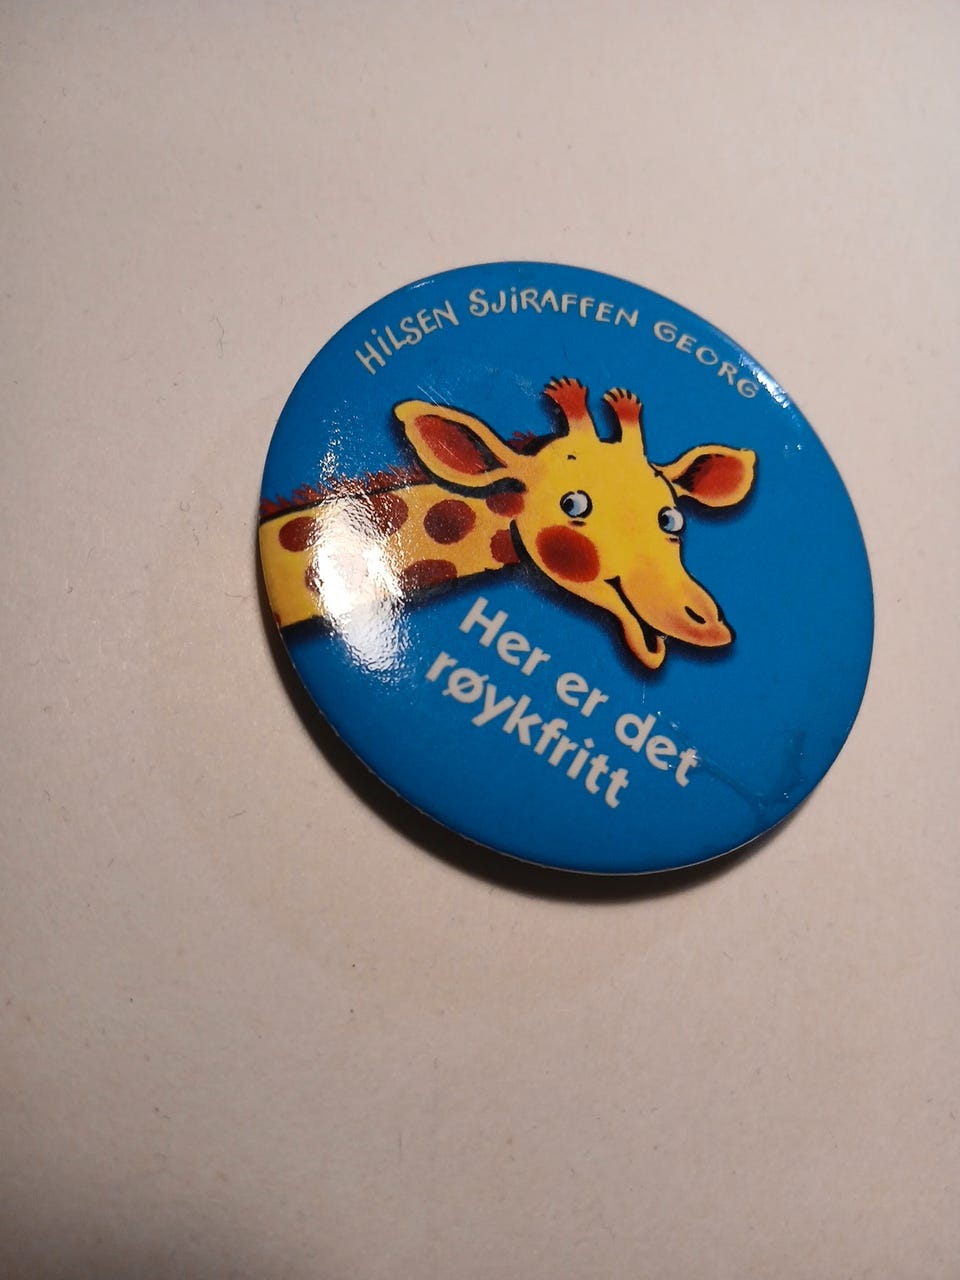 HILSEN SJIRAFFEN GEORG
Her er det
røykfritt